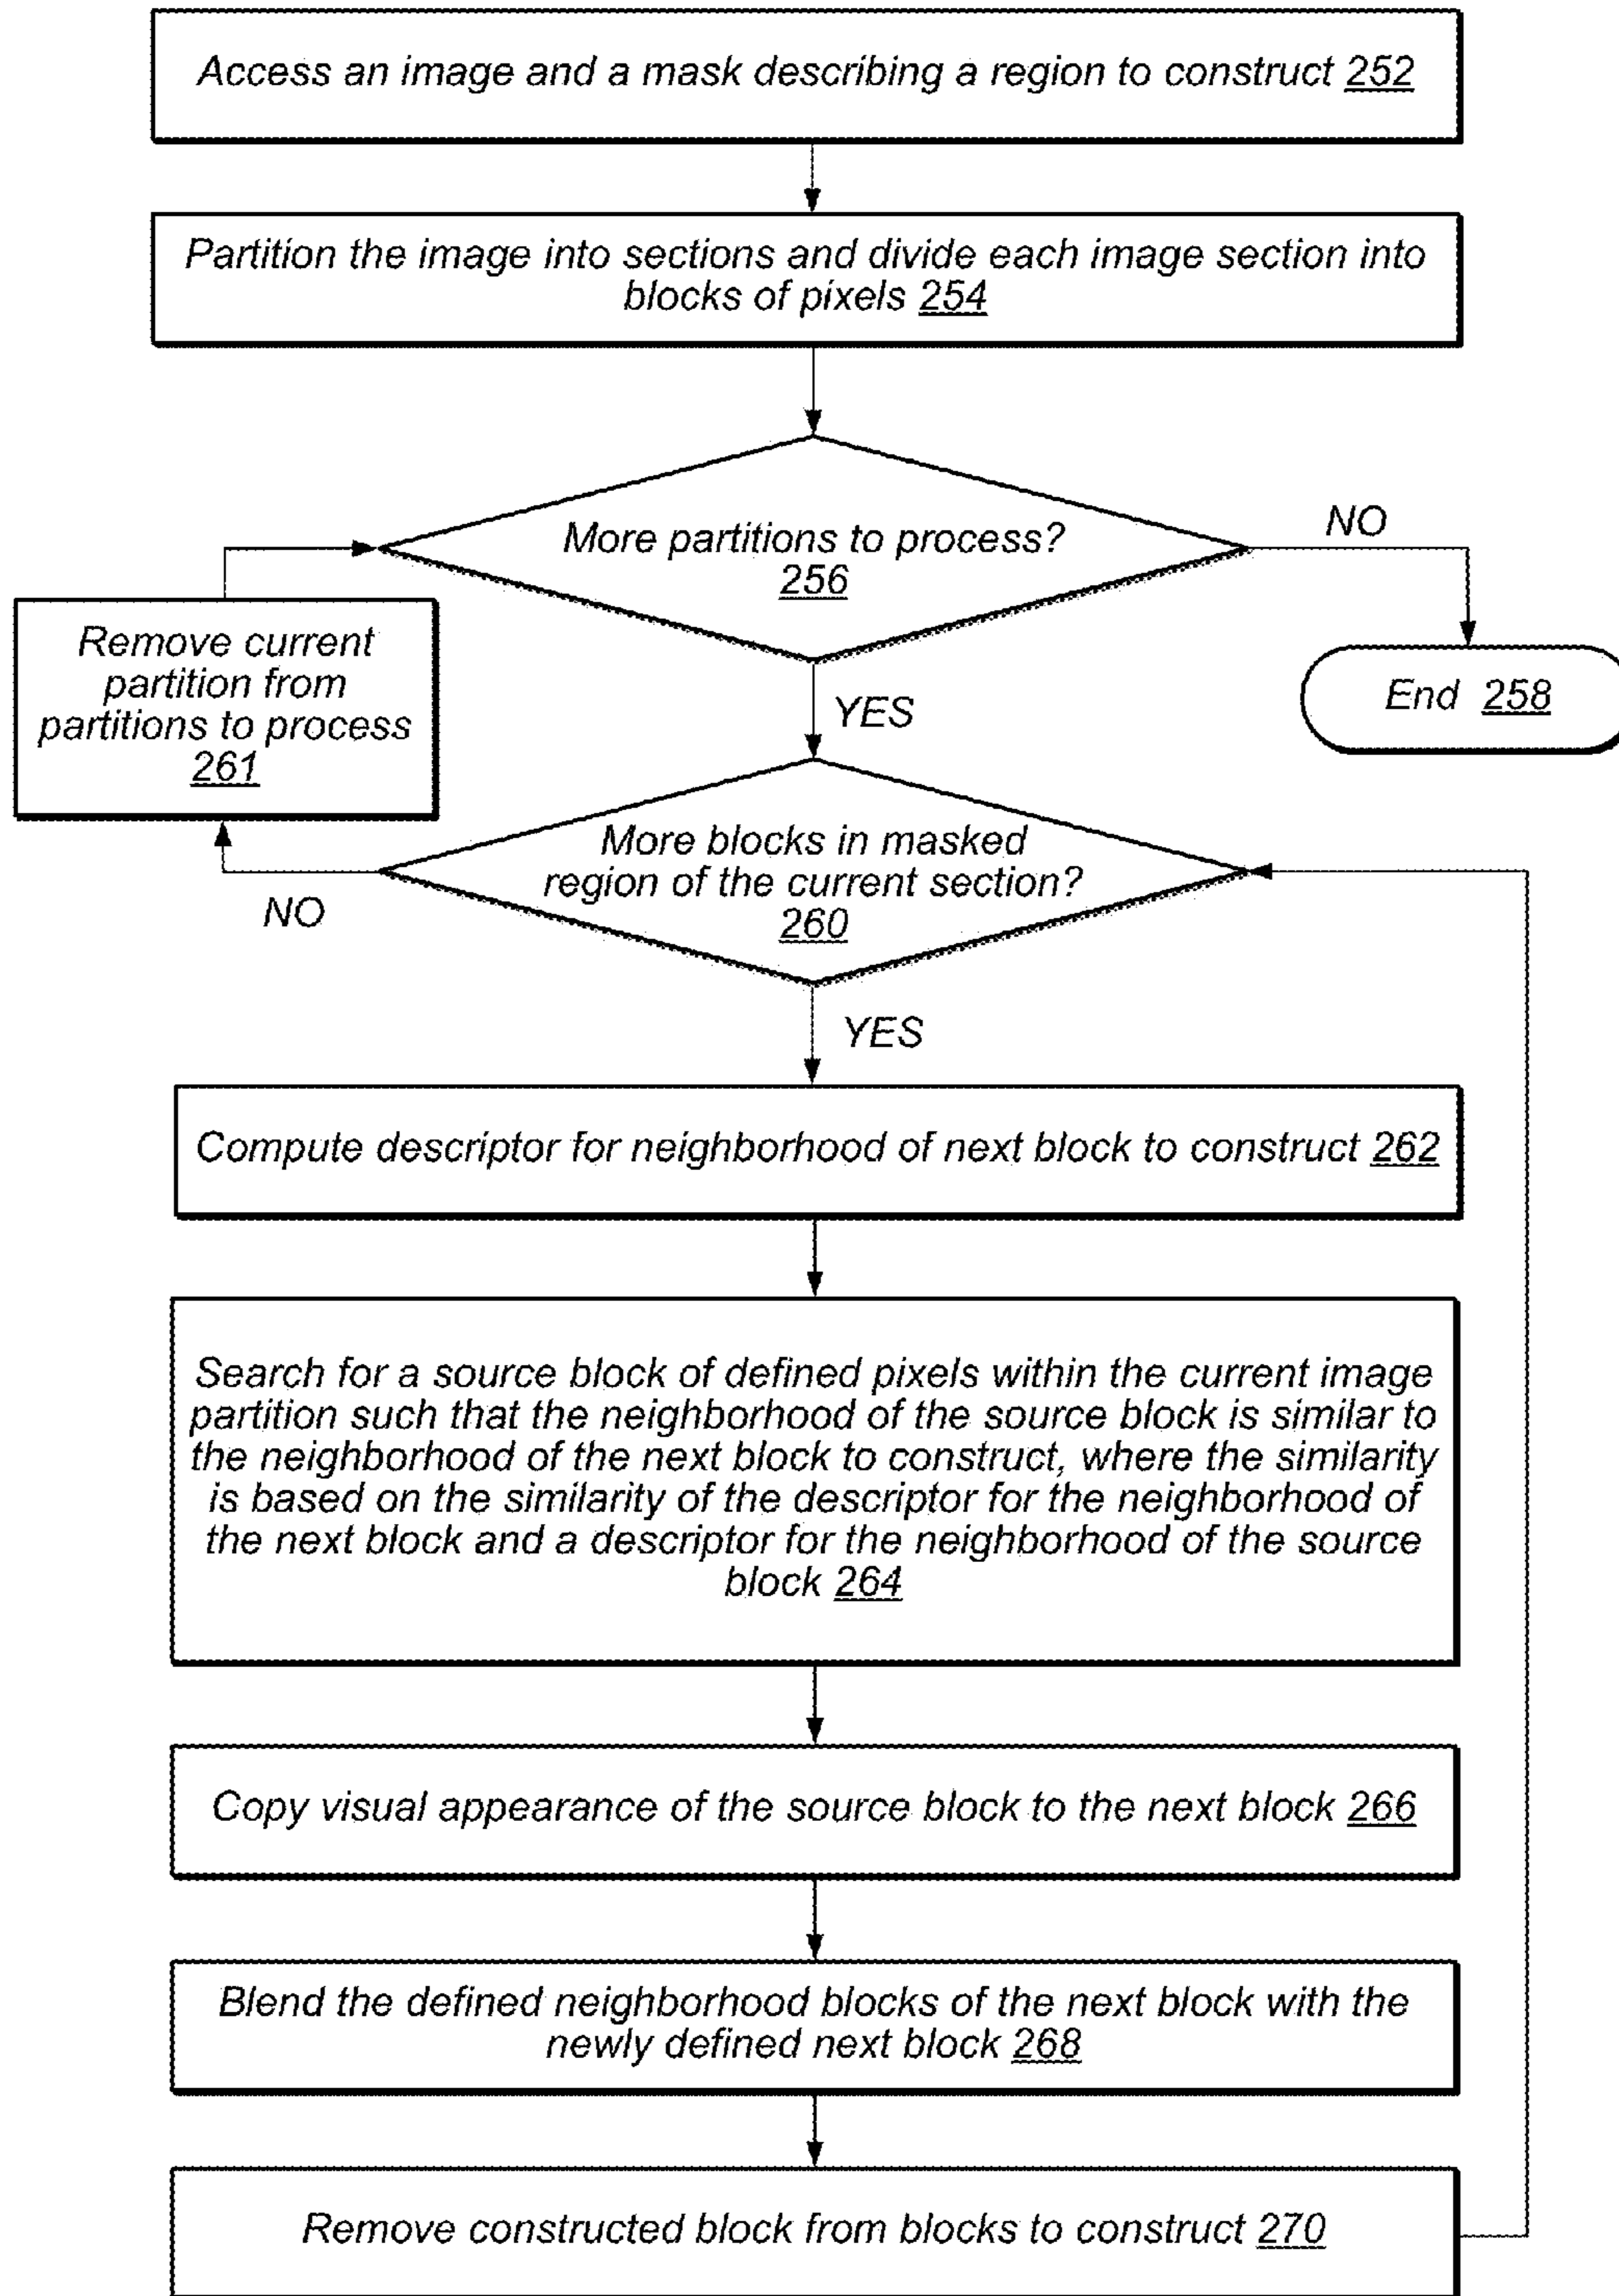 Access an image and a mask describing a region to construct 252
Partition the image into sections and divide each image section into
blocks of pixels 254
More partitions to process?
256
NO
Remove current
partition from
partitions to process
261
End 258
YES
More blocks in masked
region of the current section?
260
NO
YES
Compute descriptor for neighborhood of next block to construct 262
Search for a source block of defined pixels within the current image
partition such that the neighborhood of the source block is similar to
the neighborhood of the next block to construct, where the similarity
is based on the similarity of the descriptor for the neighborhood of
the next block and a descriptor for the neighborhood of the source
block 264
Copy visual appearance of the source block to the next block 266
Blend the defined neighborhood blocks of the next block with the
newly defined next block 268
Remove constructed block from blocks to construct 270